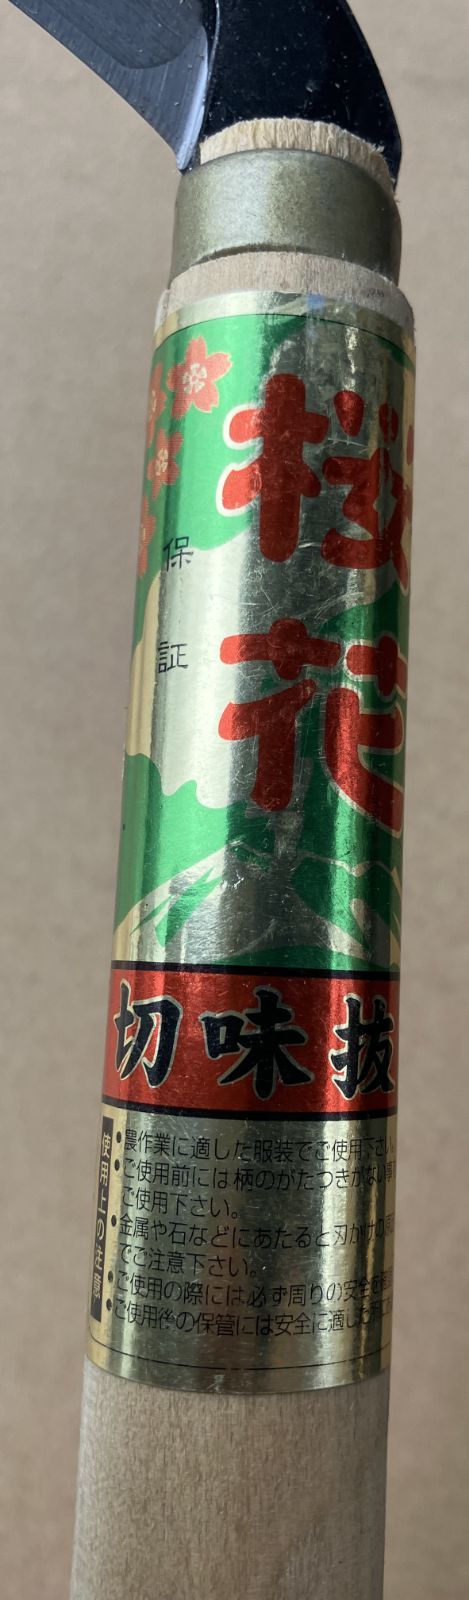 桜花
保証
切味抜
使用上の注意
・農作業に適した服装でご使用下さい。
・ご使用前には柄のがたつきがない事
ご使用下さい。
・金属や石などにあたると刃かけの原
でご注意下さい。
・ご使用の際には必ず周りの安全を確
・ご使用後の保管には安全に適した